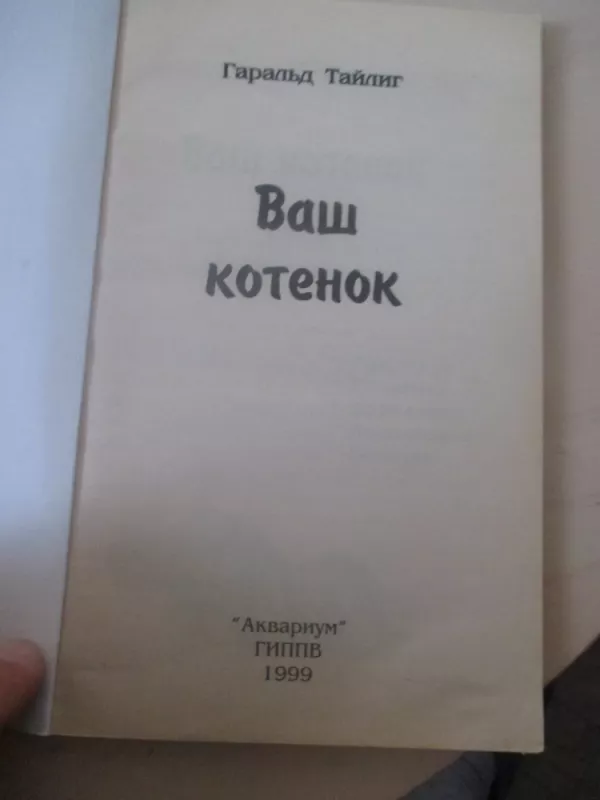 Гаральд Тайлиг
Ваш
котенок
"Аквариум"
ГИППВ
1999